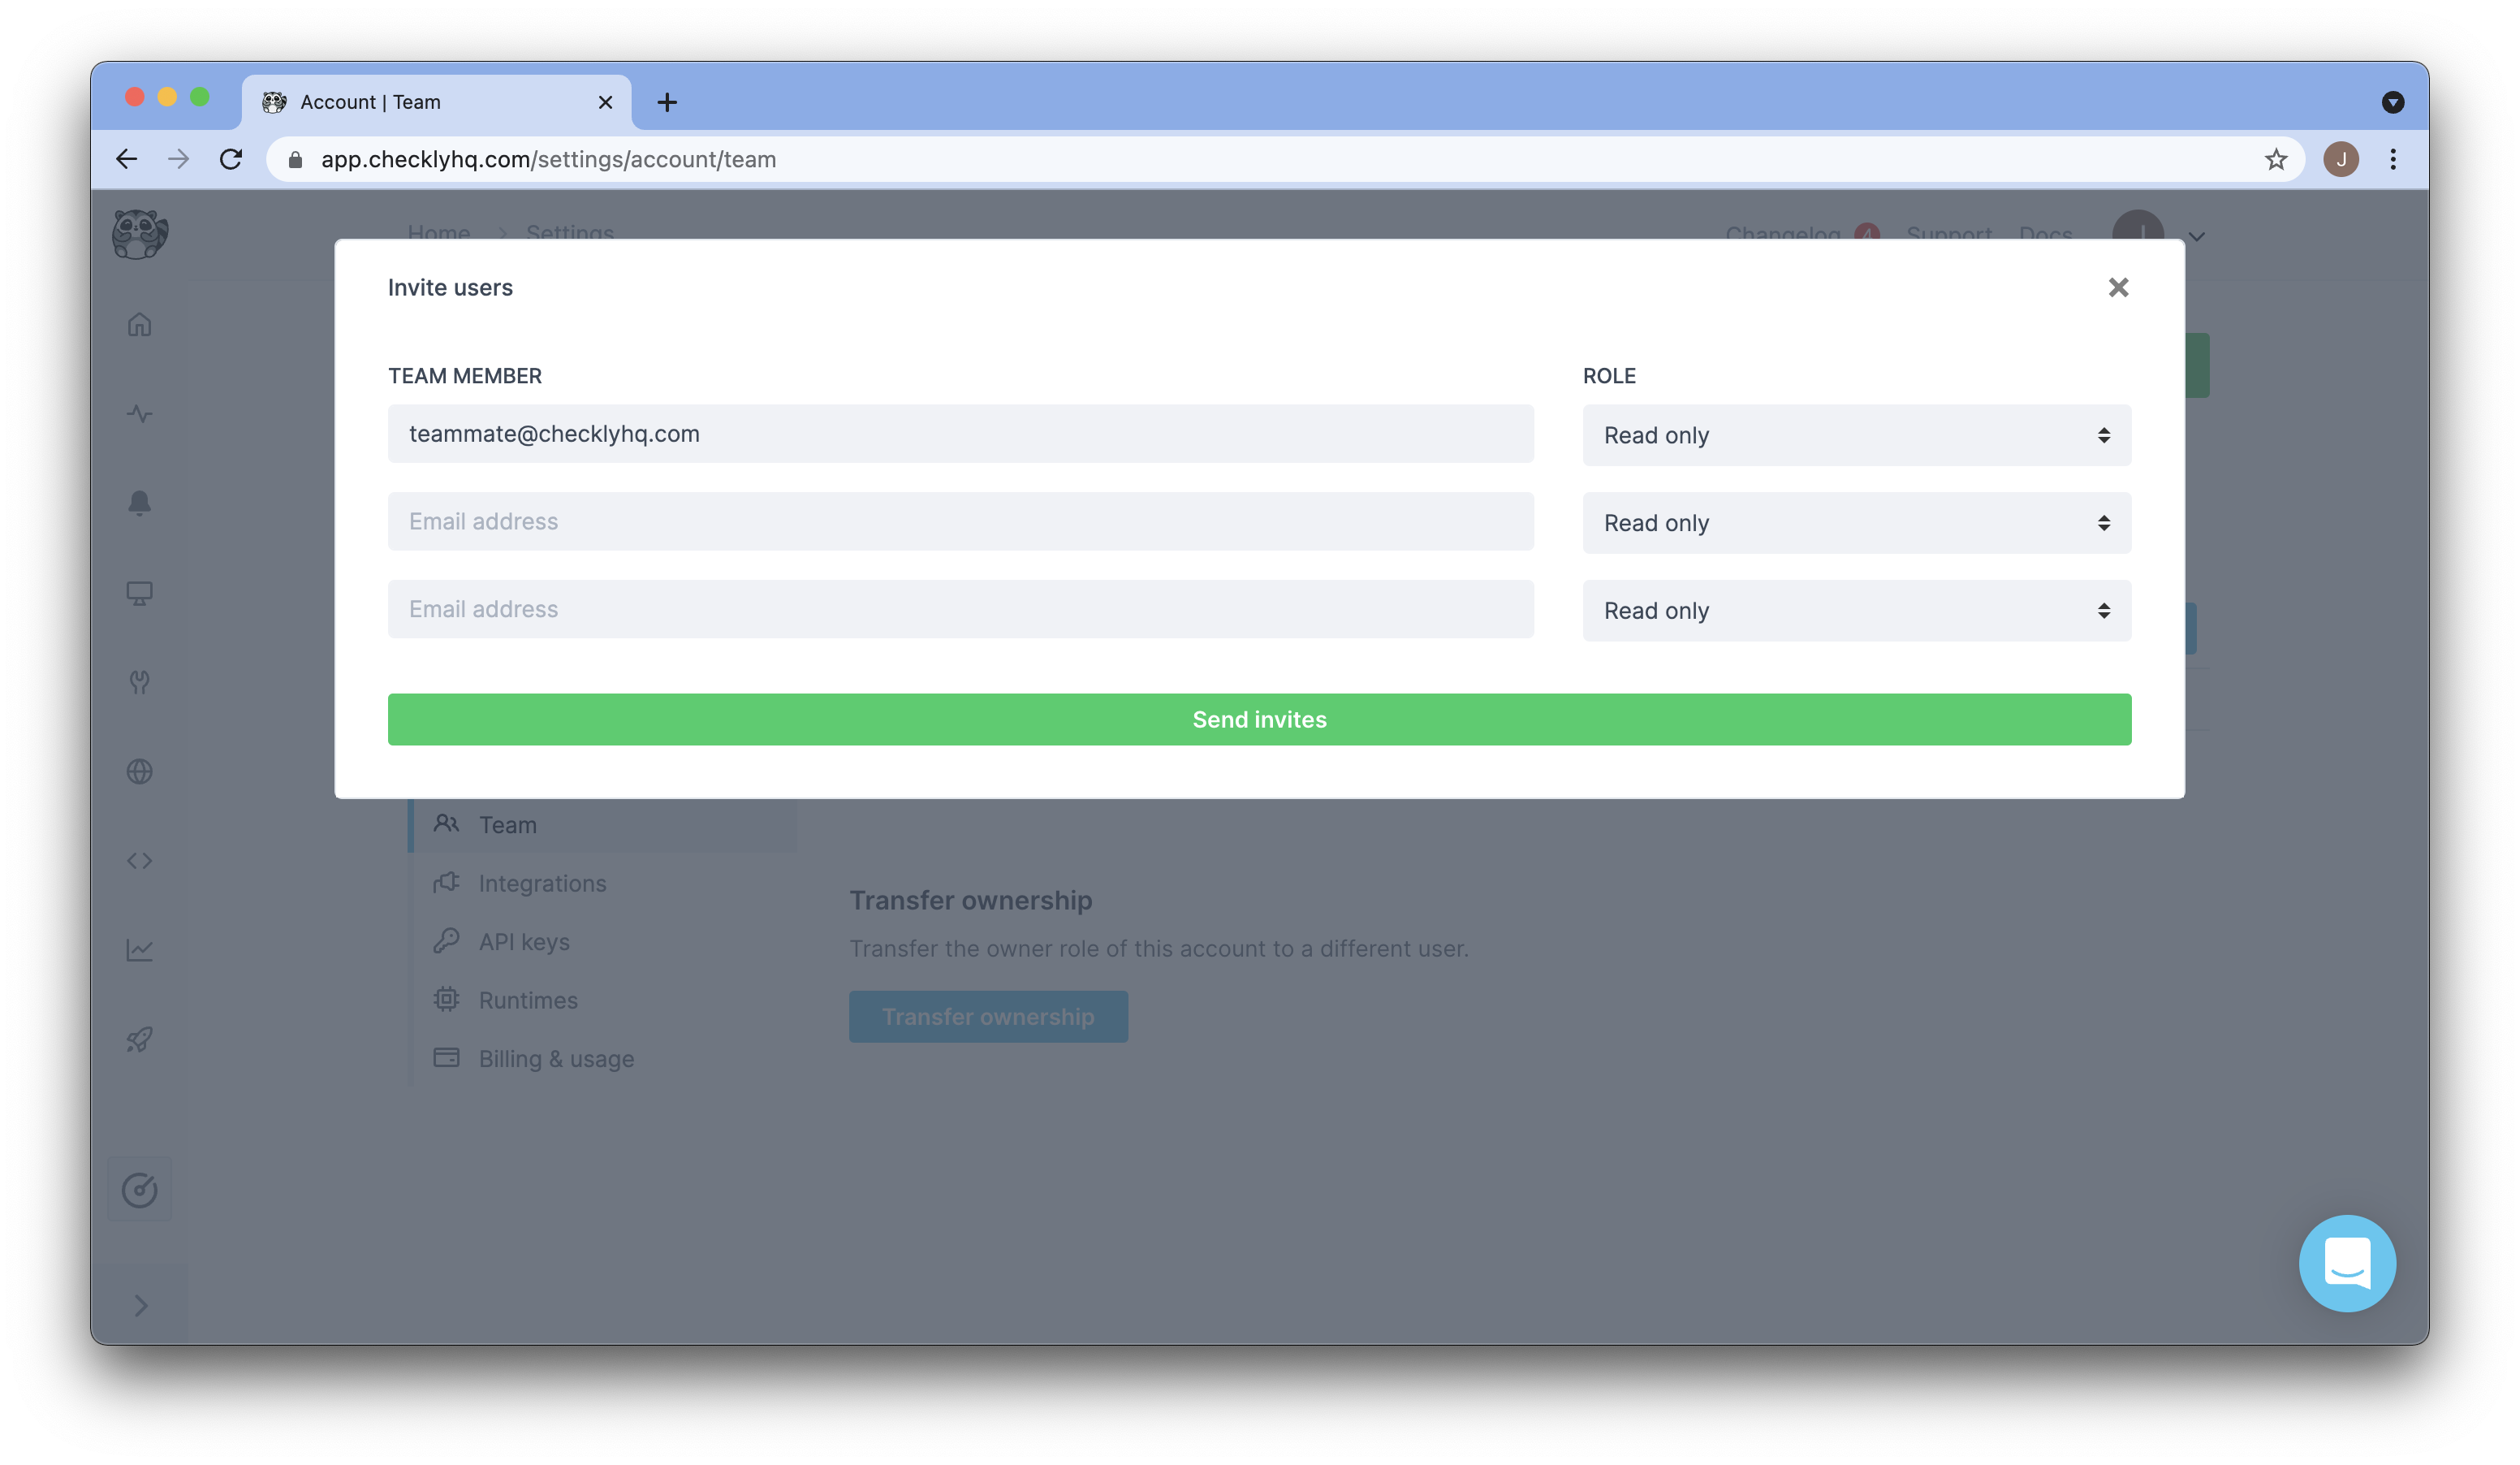 Account | Team
app.checklyhq.com/settings/account/team
J
Home > Settings
Changelog 4 Support Docs
Invite users
TEAM MEMBER ROLE
teammate@checklyhq.com Read only
Email address Read only
Email address Read only
Send invites
Team
Integrations
API keys
Runtimes
Billing & usage
Transfer ownership
Transfer the owner role of this account to a different user.
Transfer ownership